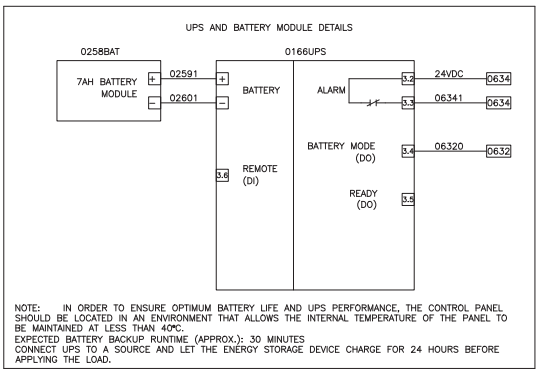 UPS AND BATTERY MODULE DETAILS
0258BAT
0166UPS
7AH BATTERY
MODULE
+
02591
+
-
02601
-
BATTERY
ALARM
3.2
24VDC
0634
3.3
06341
0634
BATTERY MODE
(DO)
3.4
06320
0632
3.6
REMOTE
(DI)
READY
(DO)
3.5
NOTE: IN ORDER TO ENSURE OPTIMUM BATTERY LIFE AND UPS PERFORMANCE, THE CONTROL PANEL
SHOULD BE LOCATED IN AN ENVIRONMENT THAT ALLOWS THE INTERNAL TEMPERATURE OF THE PANEL TO
BE MAINTAINED AT LESS THAN 40°C.
EXPECTED BATTERY BACKUP RUNTIME (APPROX.): 30 MINUTES
CONNECT UPS TO A SOURCE AND LET THE ENERGY STORAGE DEVICE CHARGE FOR 24 HOURS BEFORE
APPLYING THE LOAD.